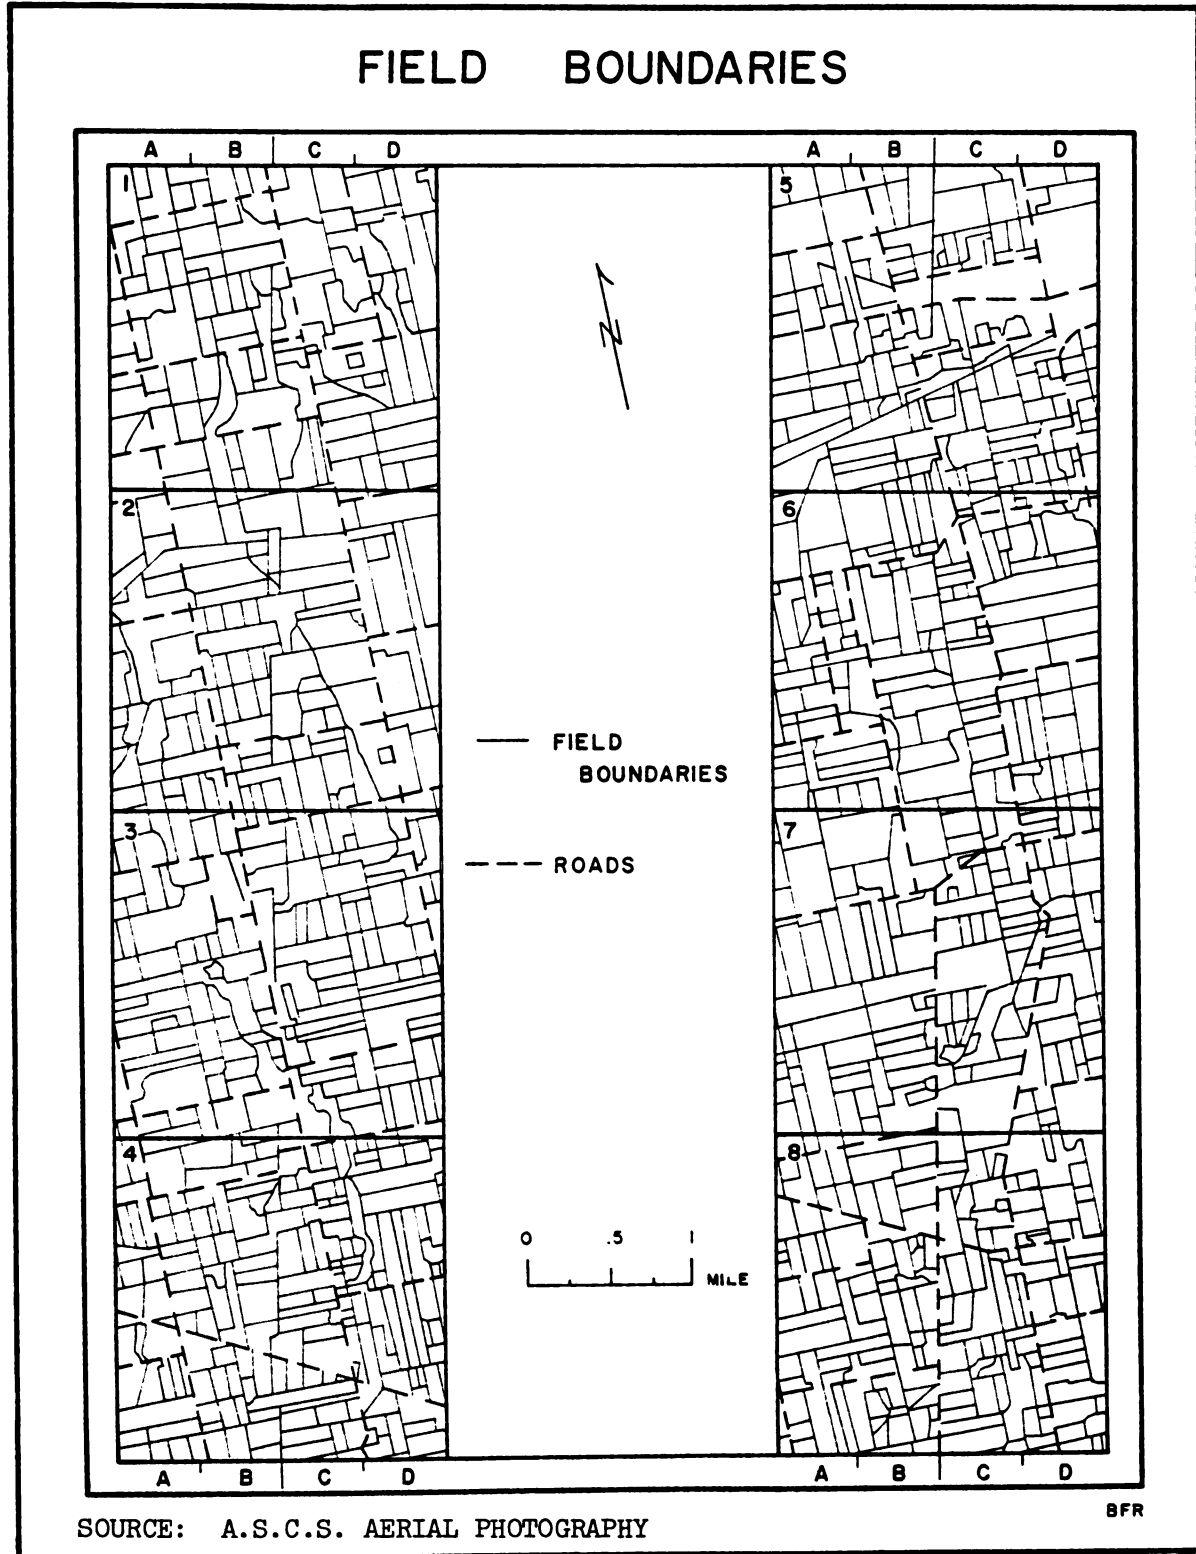 FIELD BOUNDARIES
A B C D
A B C D
1
5
2
6
FIELD
BOUNDARIES
ROADS
3
7
4
8
0 .5 1
MILE
A B C D
A B C D
BFR
SOURCE: A.S.C.S. AERIAL PHOTOGRAPHY
N